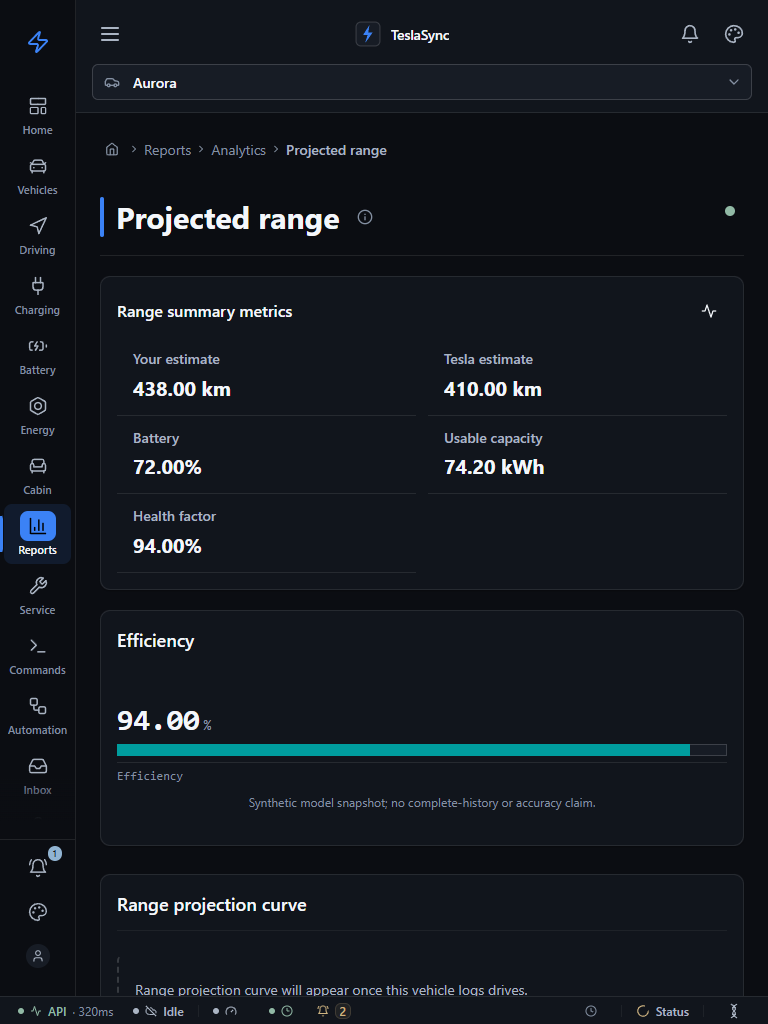 TeslaSync
Aurora
Home
Vehicles
Driving
Charging
Battery
Energy
Cabin
Reports
Service
Commands
Automation
Inbox
1
Reports > Analytics > Projected range
Projected range
Range summary metrics
Your estimate
438.00 km
Tesla estimate
410.00 km
Battery
72.00%
Usable capacity
74.20 kWh
Health factor
94.00%
Efficiency
94.00%
Efficiency
Synthetic model snapshot; no complete-history or accuracy claim.
Range projection curve
Range projection curve will appear once this vehicle logs drives.
API · 320ms
Idle
2
Status